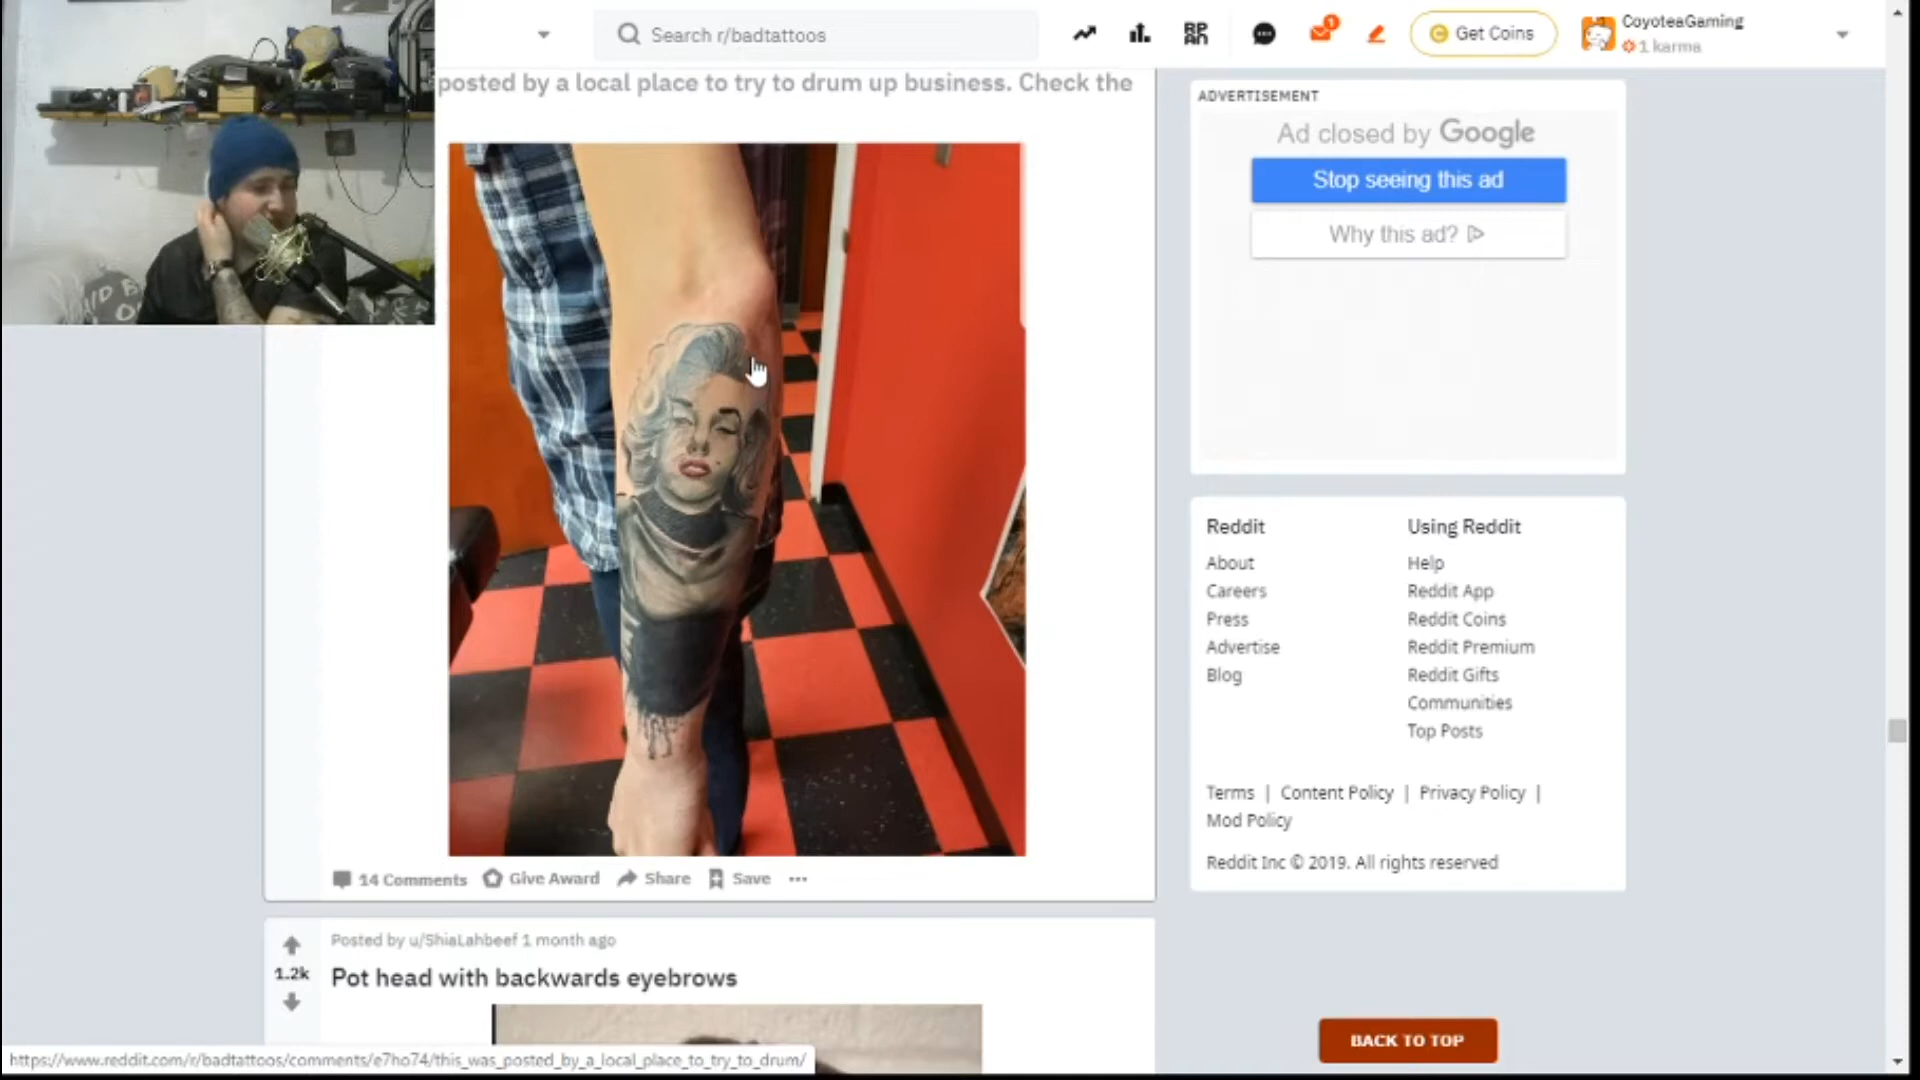 Search r/badtattoos
Get Coins
CoyoteaGaming
1 karma
1
posted by a local place to try to drum up business. Check the
ADVERTISEMENT
Ad closed by Google
Stop seeing this ad
Why this ad?
Reddit
Using Reddit
About
Help
Careers
Reddit App
Press
Reddit Coins
Advertise
Reddit Premium
Blog
Reddit Gifts
Communities
Top Posts
Terms | Content Policy | Privacy Policy |
Mod Policy
Reddit Inc © 2019. All rights reserved
14 Comments Give Award Share Save ...
Posted by u/ShiaLahbeef 1 month ago
1.2k
Pot head with backwards eyebrows
BACK TO TOP
https://www.reddit.com/r/badtattoos/comments/e7ho74/this_was_posted_by_a_local_place_to_try_to_drum/